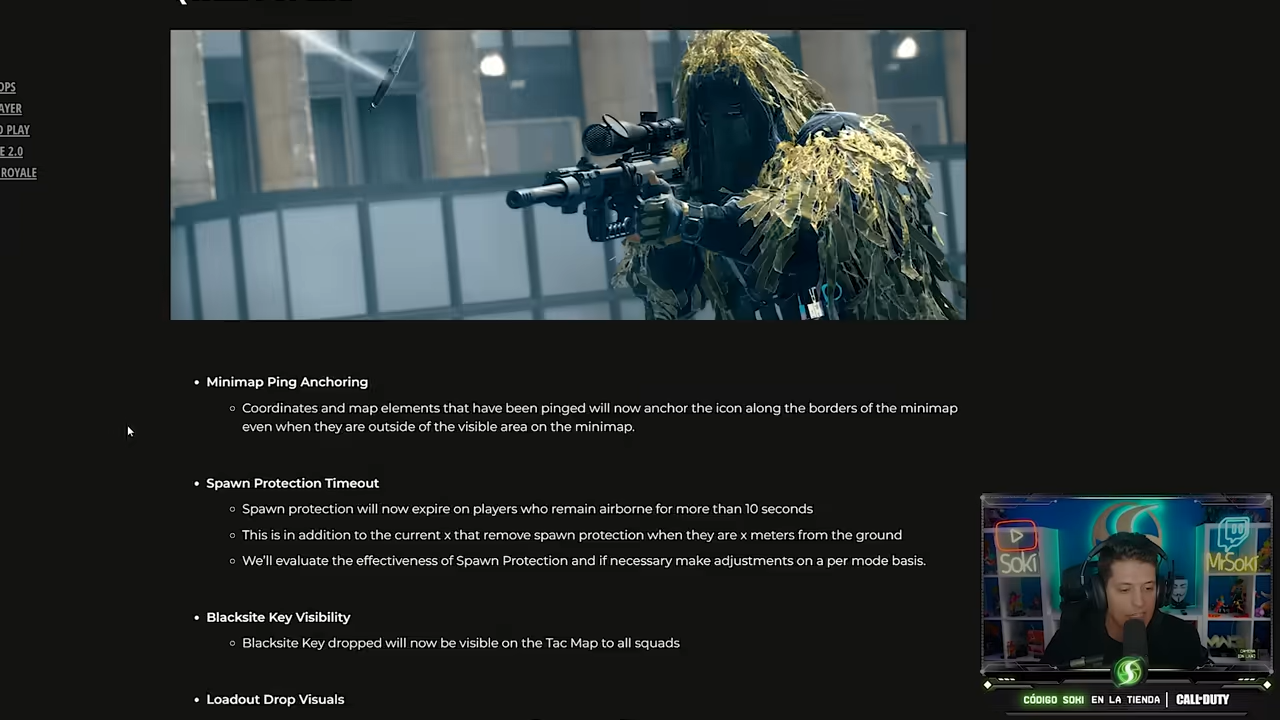 OPS
AYER
O PLAY
E 2.0
ROYALE
Minimap Ping Anchoring
Coordinates and map elements that have been pinged will now anchor the icon along the borders of the minimap
even when they are outside of the visible area on the minimap.
Spawn Protection Timeout
Spawn protection will now expire on players who remain airborne for more than 10 seconds
This is in addition to the current x that remove spawn protection when they are x meters from the ground
We'll evaluate the effectiveness of Spawn Protection and if necessary make adjustments on a per mode basis.
Blacksite Key Visibility
Blacksite Key dropped will now be visible on the Tac Map to all squads
Loadout Drop Visuals
Soki
MrSoki
CÓDIGO SOKI EN LA TIENDA | CALL OF DUTY